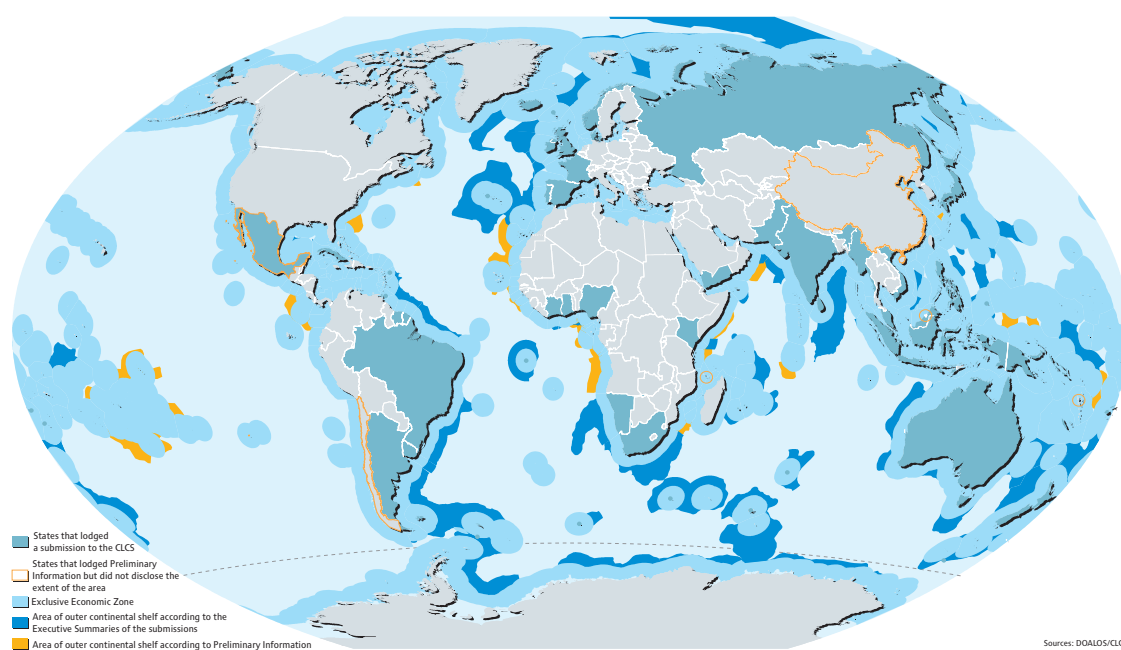 States that lodged
a submission to the CLCS
States that lodged Preliminary
Information but did not disclose the
extent of the area
Exclusive Economic Zone
Area of outer continental shelf according to the
Executive Summaries of the submissions
Area of outer continental shelf according to Preliminary Information
Sources: DOALOS/CLC